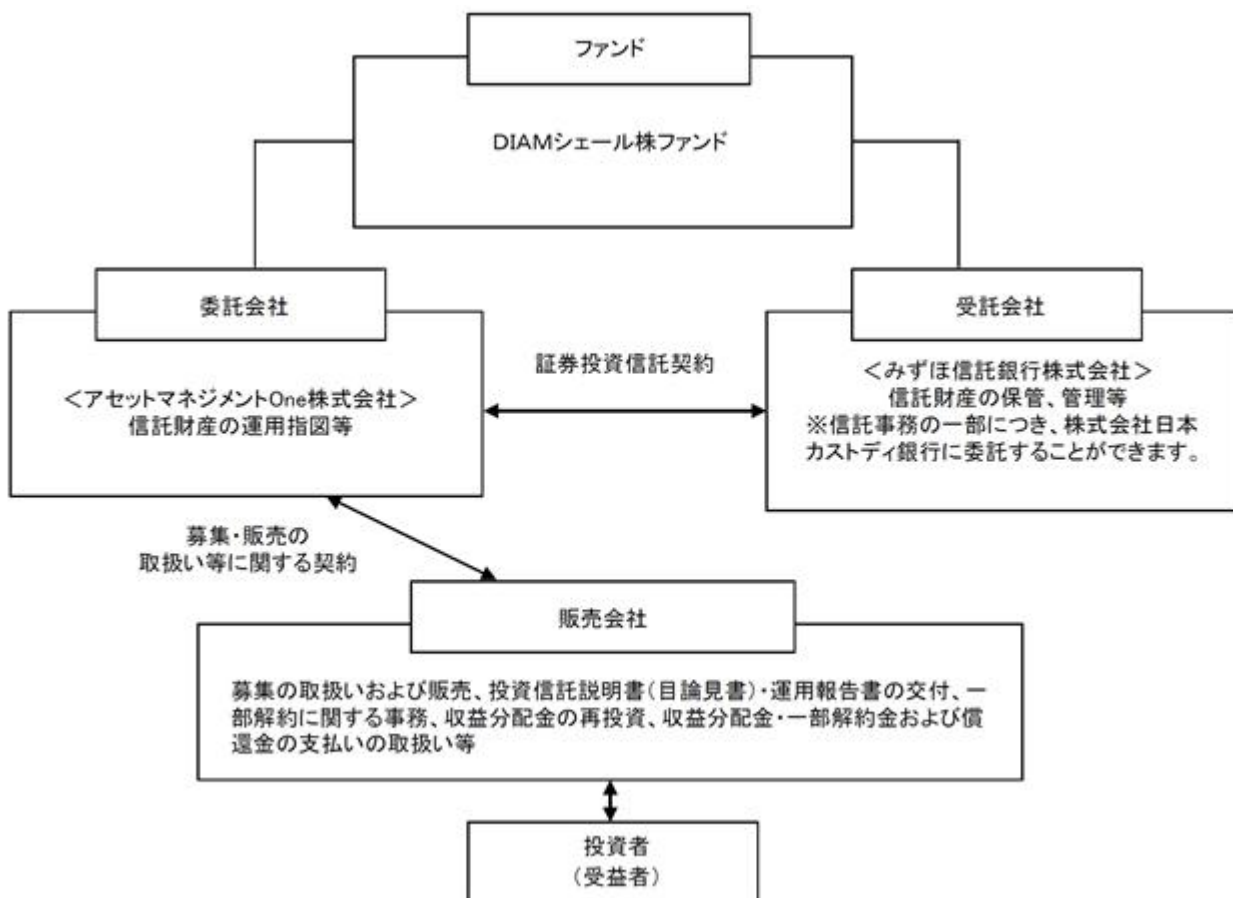 ファンド
DIAMシェール株ファンド
委託会社
<アセットマネジメントOne株式会社>
信託財産の運用指図等
証券投資信託契約
受託会社
<みずほ信託銀行株式会社>
信託財産の保管、管理等
※信託事務の一部につき、株式会社日本
カストディ銀行に委託することができます。
募集・販売の
取扱い等に関する契約
販売会社
募集の取扱いおよび販売、投資信託説明書(目論見書)・運用報告書の交付、一
部解約に関する事務、収益分配金の再投資、収益分配金・一部解約金および償
還金の支払いの取扱い等
投資者
(受益者)